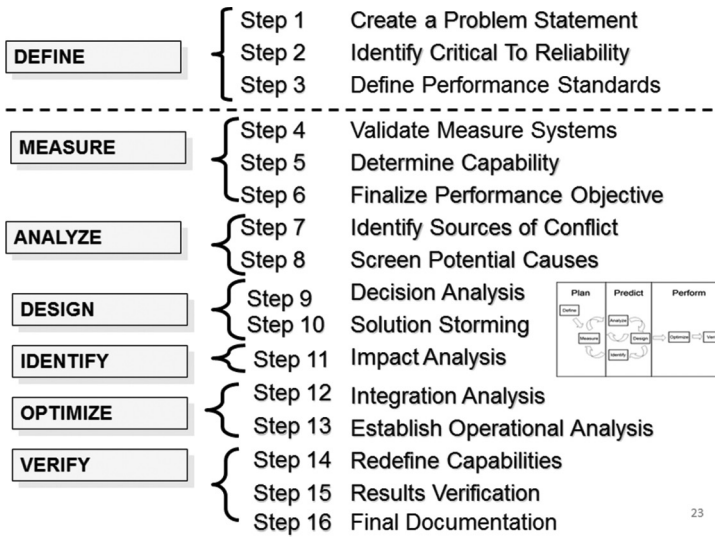 DEFINE
Step 1 Create a Problem Statement
Step 2 Identify Critical To Reliability
Step 3 Define Performance Standards
MEASURE
Step 4 Validate Measure Systems
Step 5 Determine Capability
Step 6 Finalize Performance Objective
ANALYZE
Step 7 Identify Sources of Conflict
Step 8 Screen Potential Causes
DESIGN
Step 9 Decision Analysis
Step 10 Solution Storming
IDENTIFY
Step 11 Impact Analysis
OPTIMIZE
Step 12 Integration Analysis
Step 13 Establish Operational Analysis
VERIFY
Step 14 Redefine Capabilities
Step 15 Results Verification
Step 16 Final Documentation
Plan Predict Perform
Define
Analyze
Measure Design Optimize
Identify
23